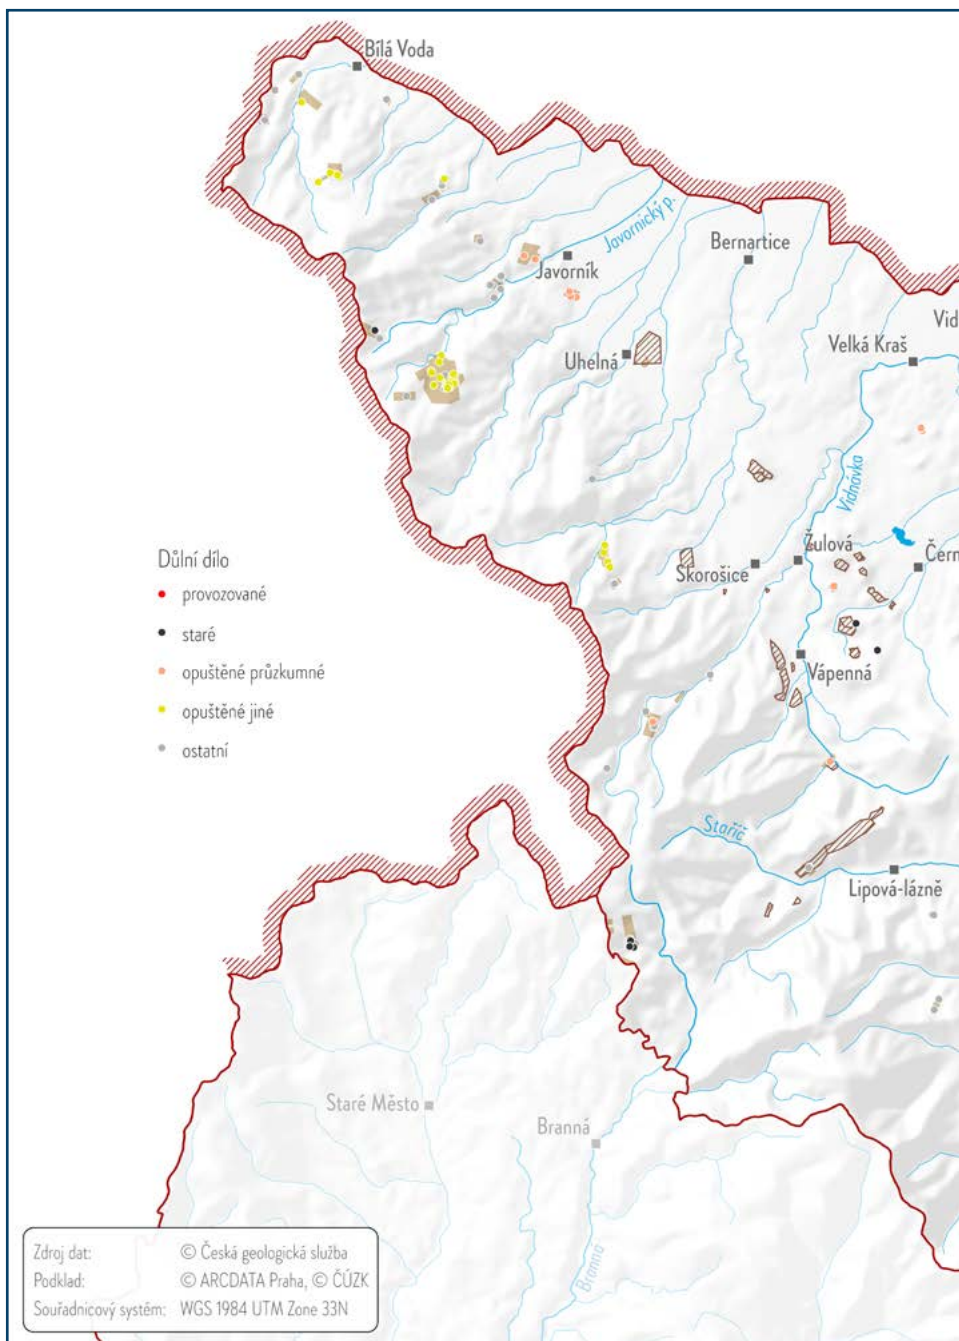 Bílá Voda
Javornický p.
Bernartice
Javorník
Vid
Uhelná
Velká Kraš
Vidnávka
Důlní dílo
Žulová
Skorošice
Čern
provozované
staré
Vápenná
opuštěné průzkumné
opuštěné jiné
ostatní
Staříč
Lipová-lázně
Staré Město
Branná
Branna
Zdroj dat: © Česká geologická služba
Podklad: © ARCDATA Praha, © ČÚZK
Souřadnicový systém: WGS 1984 UTM Zone 33N